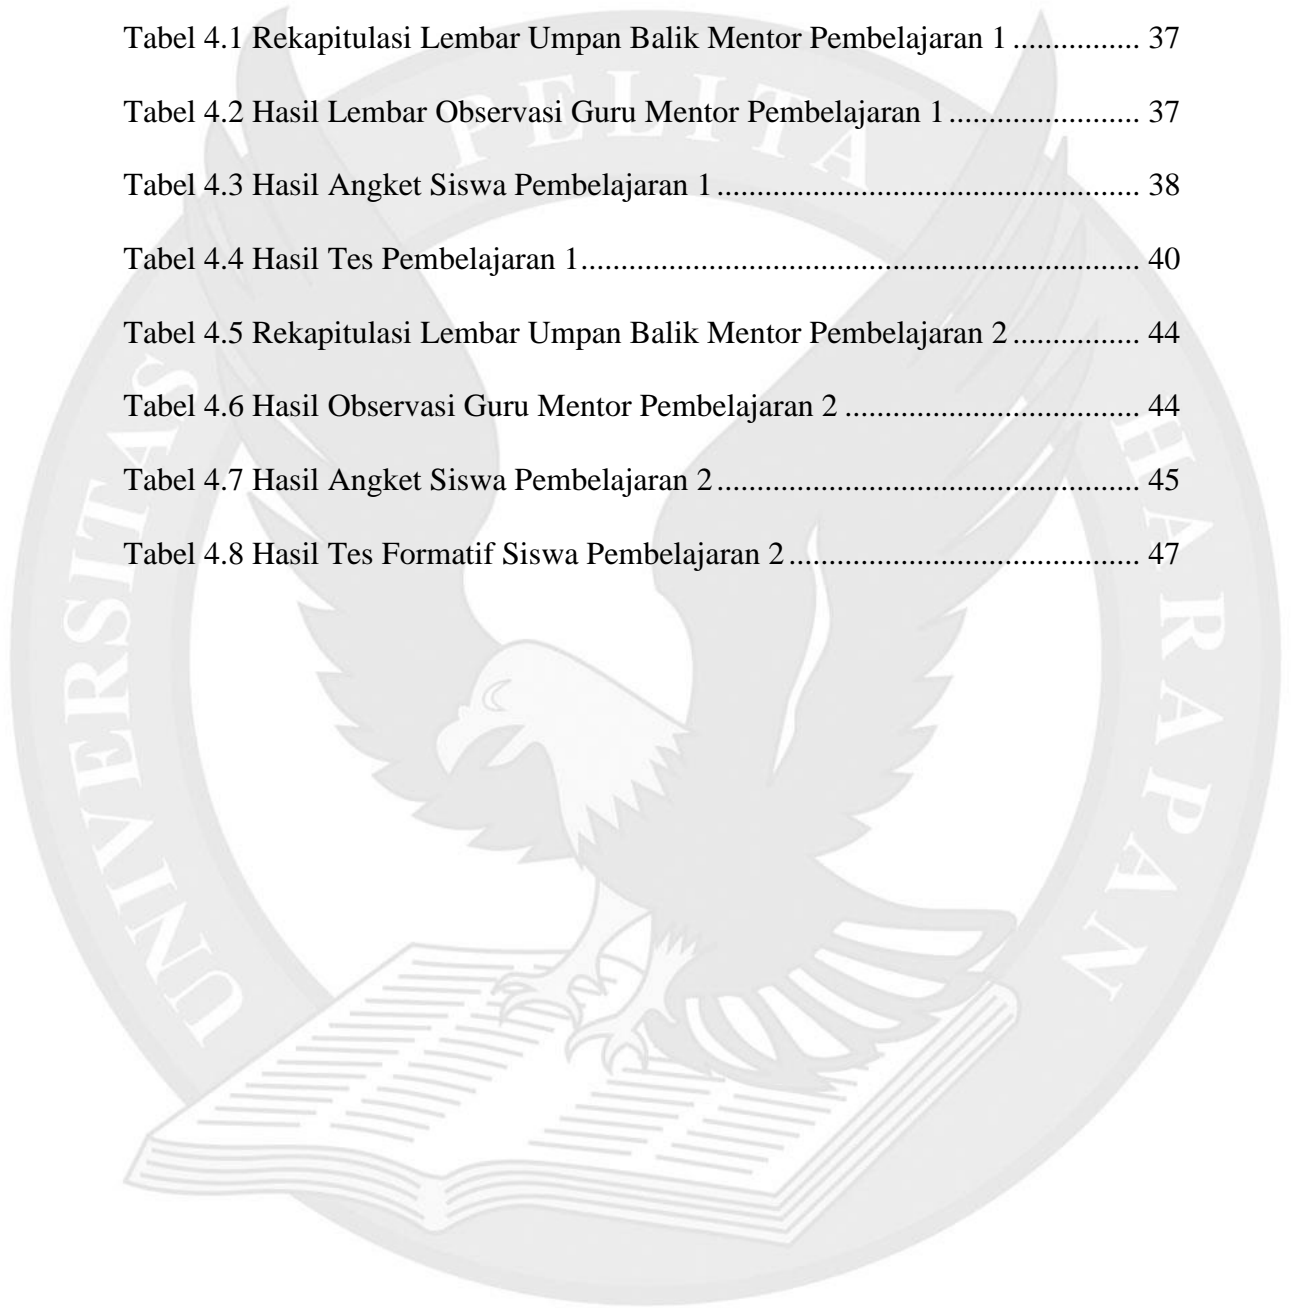 Tabel 4.1 Rekapitulasi Lembar Umpan Balik Mentor Pembelajaran 1 ................ 37
Tabel 4.2 Hasil Lembar Observasi Guru Mentor Pembelajaran 1 ........................ 37
Tabel 4.3 Hasil Angket Siswa Pembelajaran 1 ..................................................... 38
Tabel 4.4 Hasil Tes Pembelajaran 1 ...................................................................... 40
Tabel 4.5 Rekapitulasi Lembar Umpan Balik Mentor Pembelajaran 2 ................ 44
Tabel 4.6 Hasil Observasi Guru Mentor Pembelajaran 2 ..................................... 44
Tabel 4.7 Hasil Angket Siswa Pembelajaran 2 ..................................................... 45
Tabel 4.8 Hasil Tes Formatif Siswa Pembelajaran 2 ............................................ 47
UNIVERSITAS PELITA HARAPAN